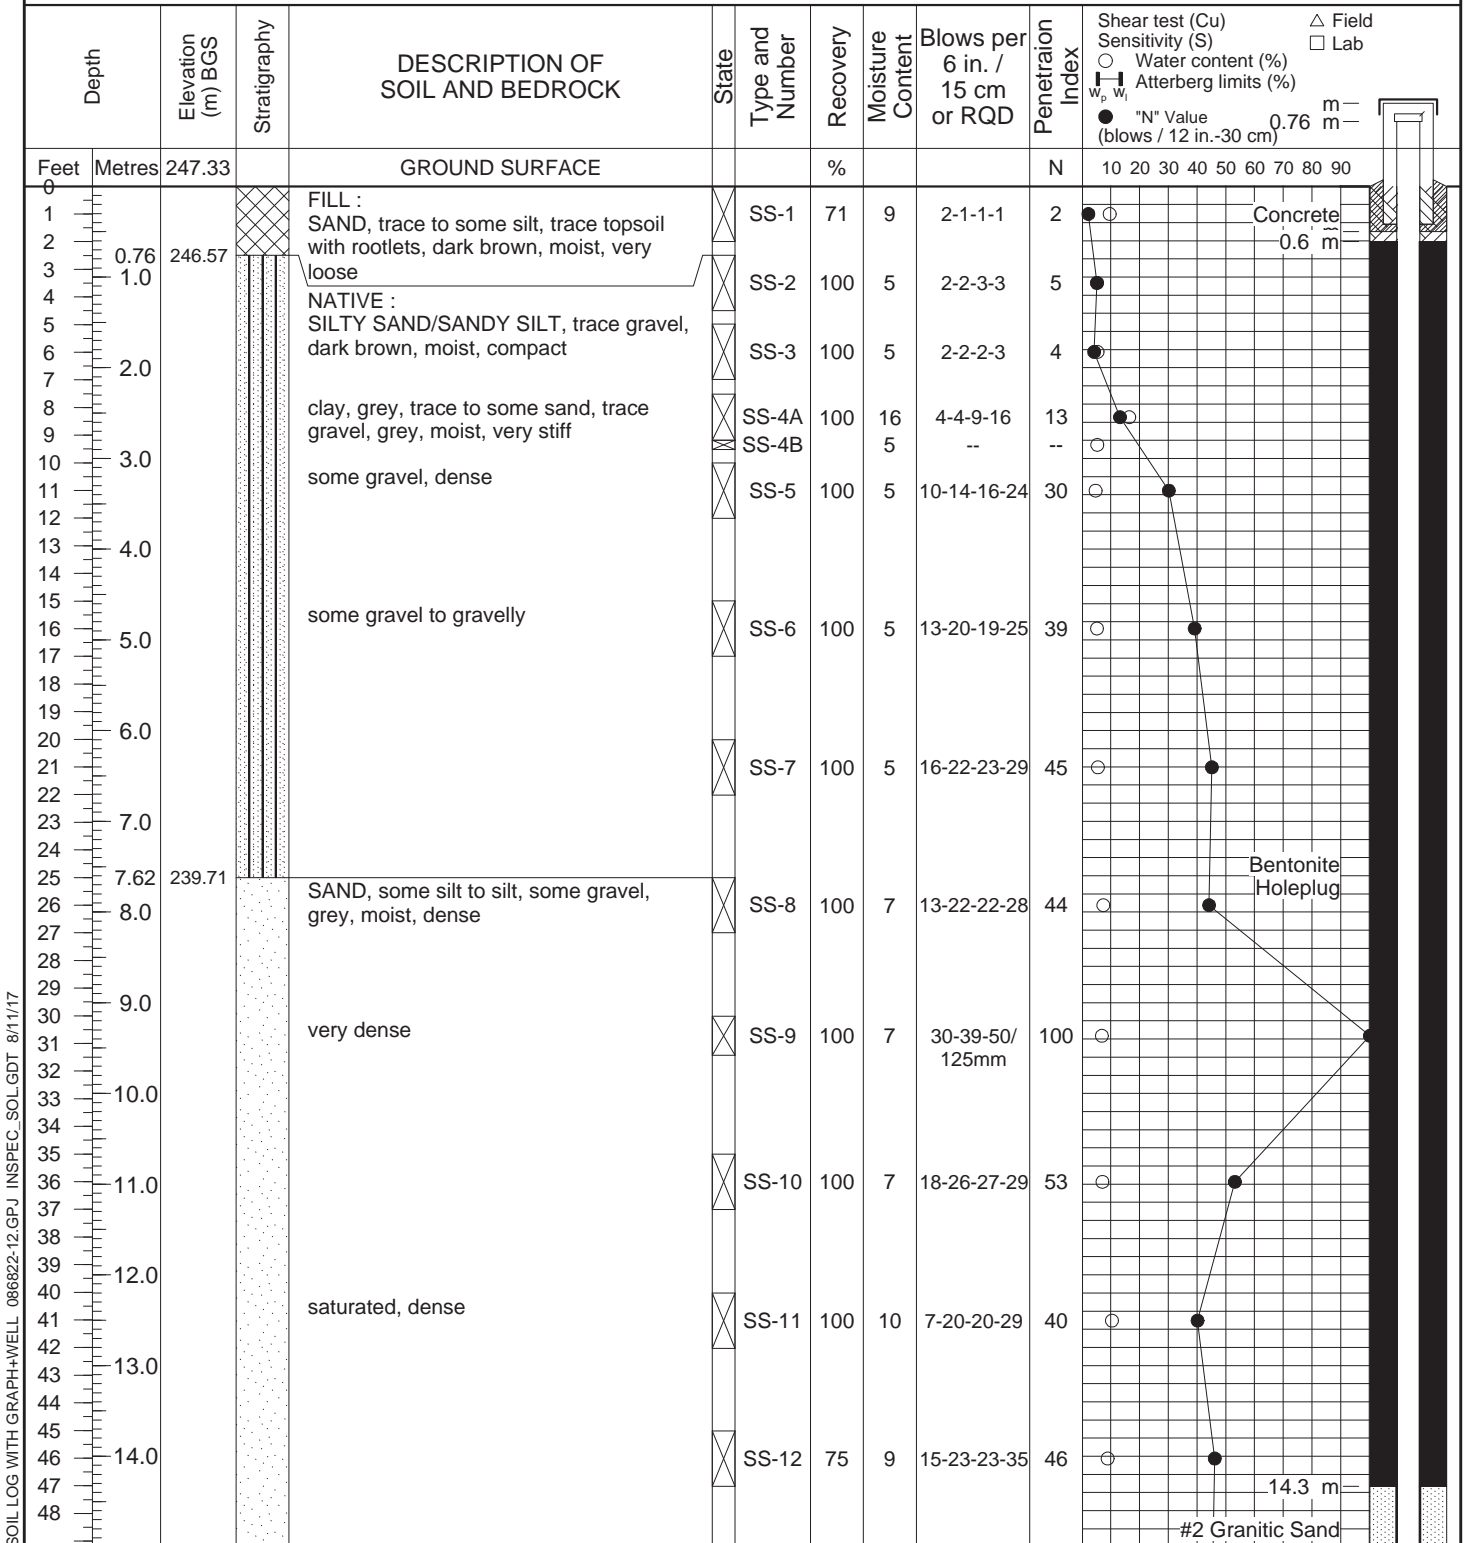 Depth
Elevation (m) BGS
Stratigraphy
DESCRIPTION OF
SOIL AND BEDROCK
State
Type and Number
Recovery
Moisture Content
Blows per
6 in. /
15 cm
or RQD
Penetraion Index
Shear test (Cu)
Sensitivity (S)
Water content (%)
Atterberg limits (%)
Wp Wl
"N" Value
(blows / 12 in.-30 cm)
△ Field
□ Lab
m
0.76 m
Feet Metres 247.33 GROUND SURFACE % N 10 20 30 40 50 60 70 80 90
0
FILL :
1 SS-1 71 9 2-1-1-1 2 Concrete
SAND, trace to some silt, trace topsoil
2 0.6 m
with rootlets, dark brown, moist, very
0.76 246.57
3 1.0 loose
SS-2 100 5 2-2-3-3 5
4 NATIVE :
5 SILTY SAND/SANDY SILT, trace gravel,
6 dark brown, moist, compact SS-3 100 5 2-2-2-3 4
2.0
7
8 clay, grey, trace to some sand, trace
SS-4A 100 16 4-4-9-16 13
9 gravel, grey, moist, very stiff
SS-4B 5 -- --
3.0
10
some gravel, dense
11 SS-5 100 5 10-14-16-24 30
12
13 4.0
14
15
some gravel to gravelly
16 SS-6 100 5 13-20-19-25 39
5.0
17
18
19
6.0
20
21 SS-7 100 5 16-22-23-29 45
22
23 7.0
24
Bentonite
25 7.62 239.71
Holeplug
SAND, some silt to silt, some gravel,
26 8.0 SS-8 100 7 13-22-22-28 44
grey, moist, dense
27
28
29
9.0
30
very dense
31 SS-9 100 7 30-39-50/ 100
125mm
32
33 10.0
34
35
36 11.0 SS-10 100 7 18-26-27-29 53
37
38
39
12.0
40
saturated, dense
41 SS-11 100 10 7-20-20-29 40
42
13.0
43
44
45
46 14.0 SS-12 75 9 15-23-23-35 46
47 14.3 m
48
#2 Granitic Sand
SOIL LOG WITH GRAPH+WELL 086822-12.GPJ INSPEC_SOL.GDT 8/11/17